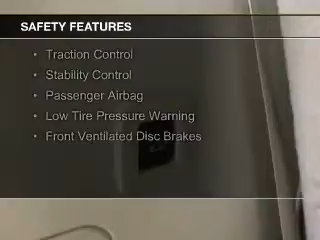 SAFETY FEATURES
• Traction Control
• Stability Control
• Passenger Airbag
• Low Tire Pressure Warning
• Front Ventilated Disc Brakes